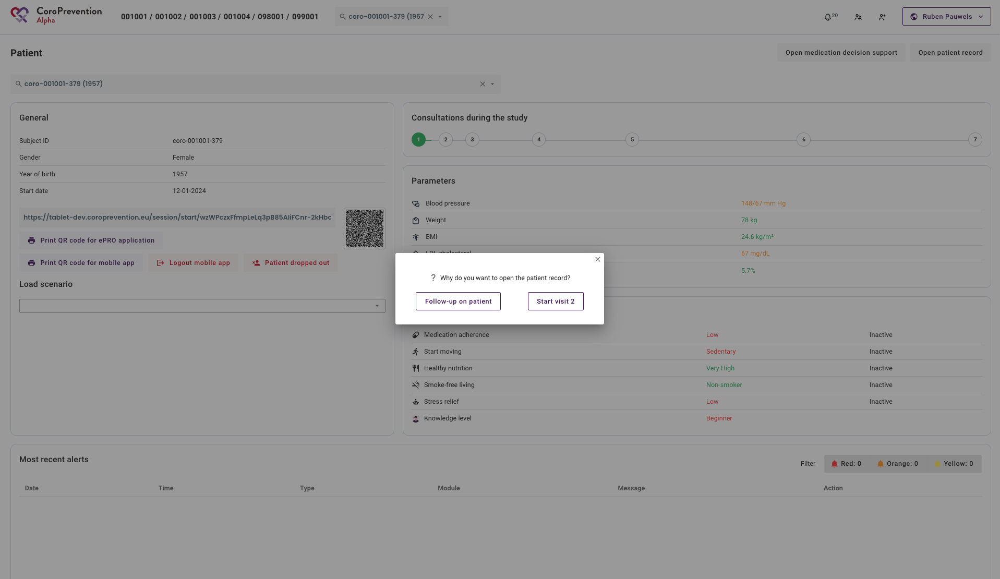 CoroPrevention
Alpha
001001 / 001002 / 001003 / 001004 / 098001 / 099001
coro-001001-379 (1957
20
Ruben Pauwels
Patient
Open medication decision support
Open patient record
coro-001001-379 (1957)
General
Subject ID coro-001001-379
Gender Female
Year of birth 1957
Start date 12-01-2024
https://tablet-dev.coroprevention.eu/session/start/wzWPczxFfmpLeLq3pB85AliFCnr-2kHbc
Print QR code for ePRO application
Print QR code for mobile app
Logout mobile app
Patient dropped out
Load scenario
Consultations during the study
1 2 3 4 5 6 7
Parameters
Blood pressure 148/67 mm Hg
Weight 78 kg
BMI 24.6 kg/m²
LDL cholesterol 67 mg/dL
5.7%
Why do you want to open the patient record?
Follow-up on patient
Start visit 2
Medication adherence Low Inactive
Start moving Sedentary Inactive
Healthy nutrition Very High Inactive
Smoke-free living Non-smoker Inactive
Stress relief Low Inactive
Knowledge level Beginner
Most recent alerts
Filter
Red: 0
Orange: 0
Yellow: 0
Date Time Type Module Message Action